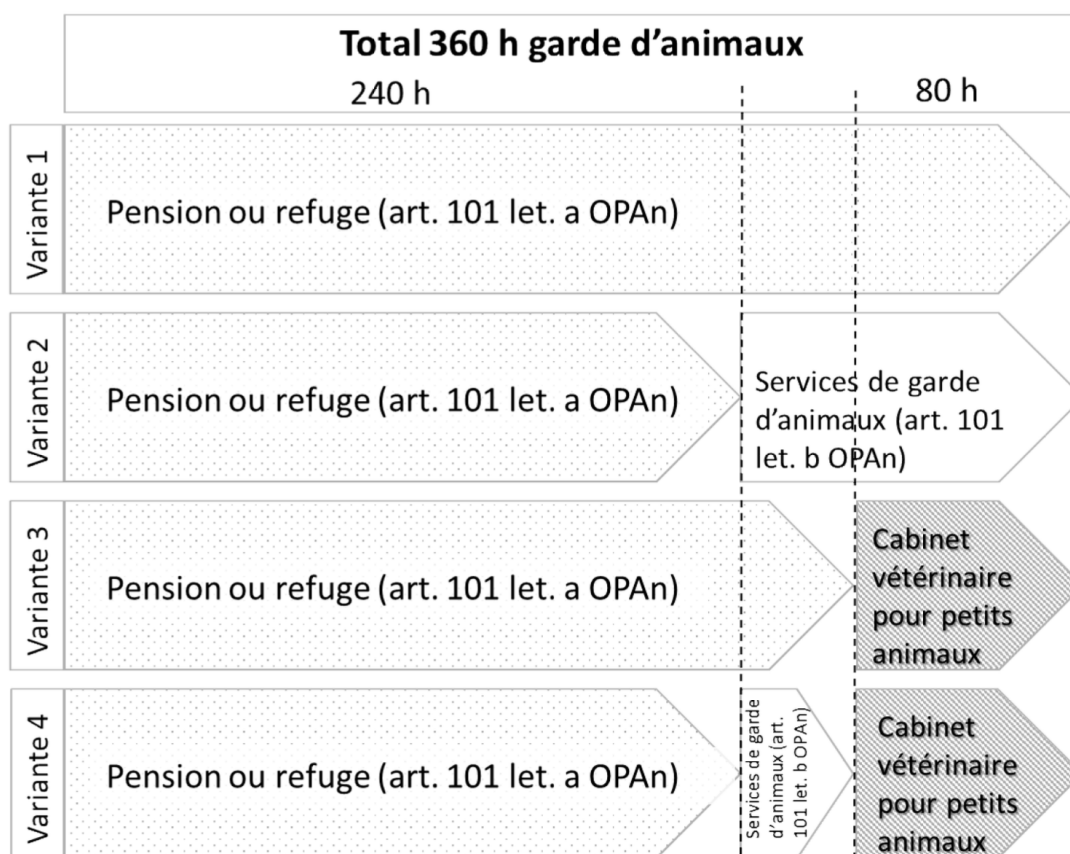 Total 360 h garde d’animaux
240 h
80 h
Variante 1
Pension ou refuge (art. 101 let. a OPAn)
Variante 2
Pension ou refuge (art. 101 let. a OPAn)
Services de garde
d’animaux (art. 101
let. b OPAn)
Variante 3
Pension ou refuge (art. 101 let. a OPAn)
Cabinet
vétérinaire
pour petits
animaux
Variante 4
Pension ou refuge (art. 101 let. a OPAn)
Services de garde
d’animaux (art.
101 let. b OPAn)
Cabinet
vétérinaire
pour petits
animaux